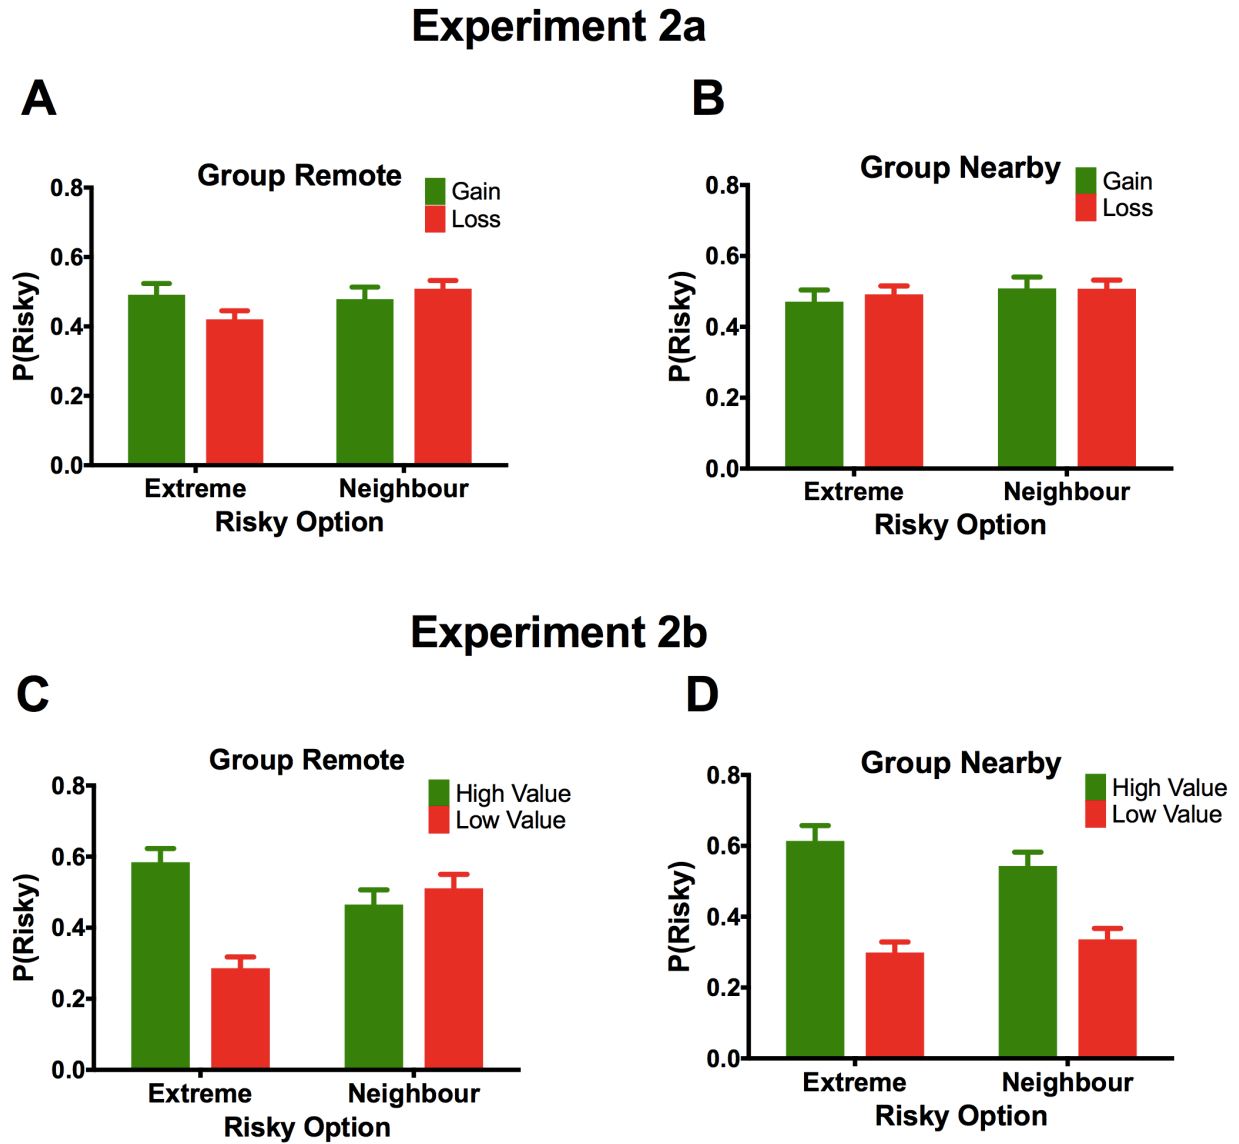 Experiment 2a
A
B
Group Remote
Gain
Loss
Group Nearby
Gain
Loss
0.8
0.6
0.4
0.2
0.0
P(Risky)
Extreme
Neighbour
Risky Option
0.8
0.6
0.4
0.2
0.0
P(Risky)
Extreme
Neighbour
Risky Option
Experiment 2b
C
D
Group Remote
High Value
Low Value
Group Nearby
High Value
Low Value
0.8
0.6
0.4
0.2
0.0
P(Risky)
Extreme
Neighbour
Risky Option
0.8
0.6
0.4
0.2
0.0
P(Risky)
Extreme
Neighbour
Risky Option